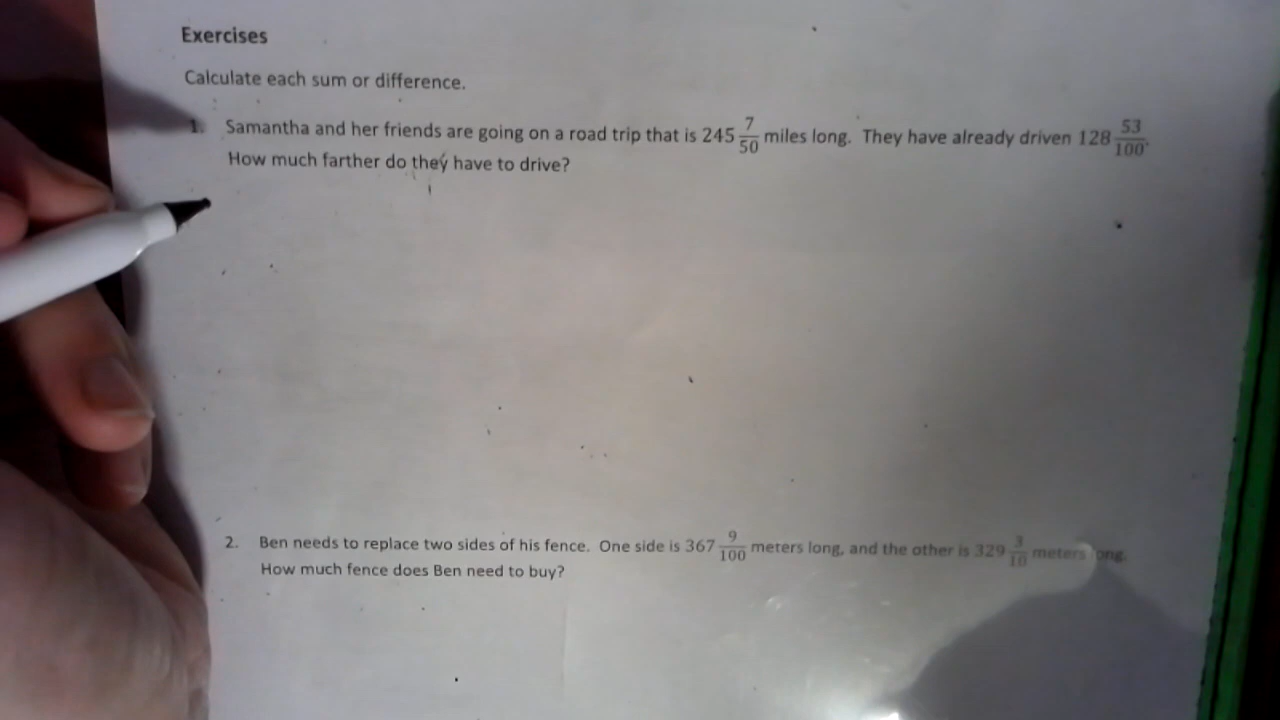 Exercises
Calculate each sum or difference.
1. Samantha and her friends are going on a road trip that is 245 7/50 miles long. They have already driven 128 53/100.
How much farther do they have to drive?
2. Ben needs to replace two sides of his fence. One side is 367 9/100 meters long, and the other is 329 3/10 meters long.
How much fence does Ben need to buy?